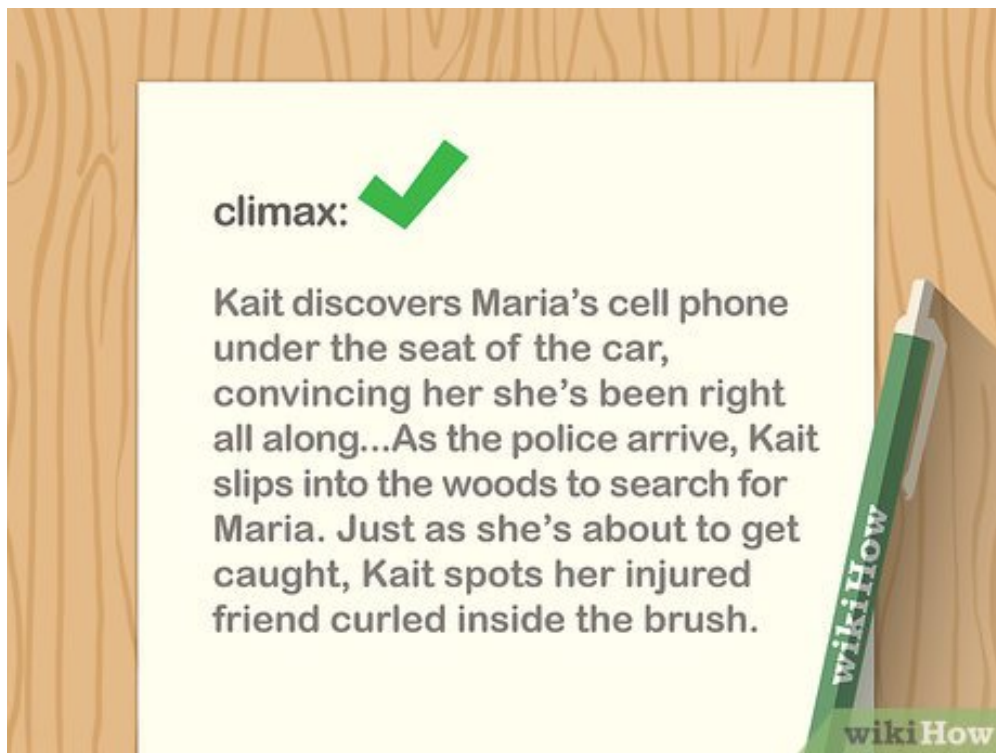 climax:
Kait discovers Maria’s cell phone
under the seat of the car,
convincing her she’s been right
all along...As the police arrive, Kait
slips into the woods to search for
Maria. Just as she’s about to get
caught, Kait spots her injured
friend curled inside the brush.
wikiHow
wikiHow